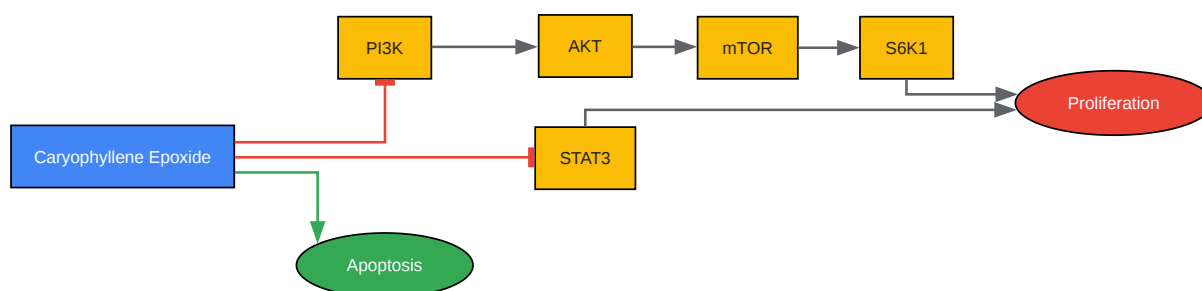 PI3K
AKT
mTOR
S6K1
Proliferation
Caryophyllene Epoxide
STAT3
Apoptosis